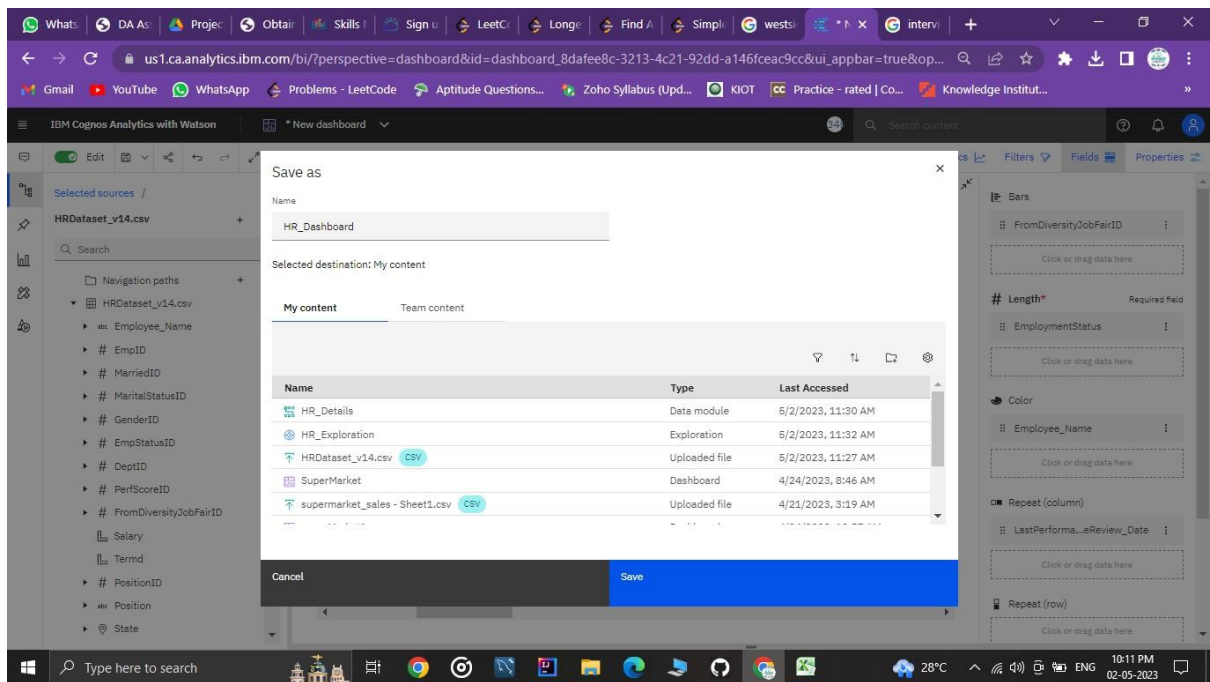 Whats
DA As:
Projec
Obtair
Skills
Sign u
LeetCo
Longe
Find A
Simple
westsi
* N
intervi
us1.ca.analytics.ibm.com/bi/?perspective=dashboard&id=dashboard_8dafee8c-3213-4c21-92dd-a146fceac9cc&ui_appbar=true&op...
Gmail YouTube WhatsApp Problems - LeetCode Aptitude Questions... Zoho Syllabus (Upd... KIOT Practice - rated | Co... Knowledge Institut... »
IBM Cognos Analytics with Watson * New dashboard 34 Search content
Edit Filters Fields Properties
Selected sources /
HRDataset_v14.csv
Search
Navigation paths
HRDataset_v14.csv
abc Employee_Name
# EmpID
# MarriedID
# MaritalStatusID
# GenderID
# EmpStatusID
# DeptID
# PerfScoreID
# FromDiversityJobFairID
Salary
Termd
# PositionID
abc Position
State
Save as
Name
HR_Dashboard
Selected destination: My content
My content Team content
Name Type Last Accessed
HR_Details Data module 5/2/2023, 11:30 AM
HR_Exploration Exploration 5/2/2023, 11:32 AM
HRDataset_v14.csv CSV Uploaded file 5/2/2023, 11:27 AM
SuperMarket Dashboard 4/24/2023, 8:46 AM
supermarket_sales - Sheet1.csv CSV Uploaded file 4/21/2023, 3:19 AM
Cancel Save
Bars
FromDiversityJobFairID
Click or drag data here
# Length* Required field
EmploymentStatus
Click or drag data here
Color
Employee_Name
Click or drag data here
Repeat (column)
LastPerforma...eReview_Date
Click or drag data here
Repeat (row)
Click or drag data here
Type here to search 28°C ENG 10:11 PM
02-05-2023